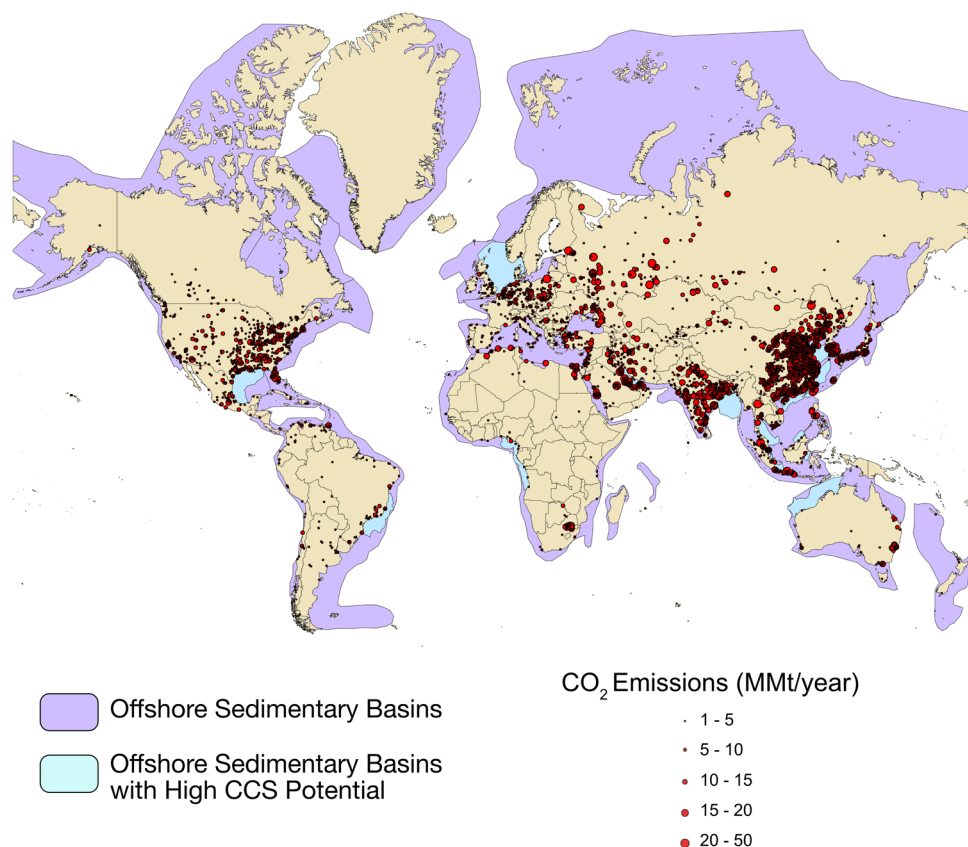 Offshore Sedimentary Basins
Offshore Sedimentary Basins
with High CCS Potential
CO₂ Emissions (MMt/year)
1 - 5
5 - 10
10 - 15
15 - 20
20 - 50